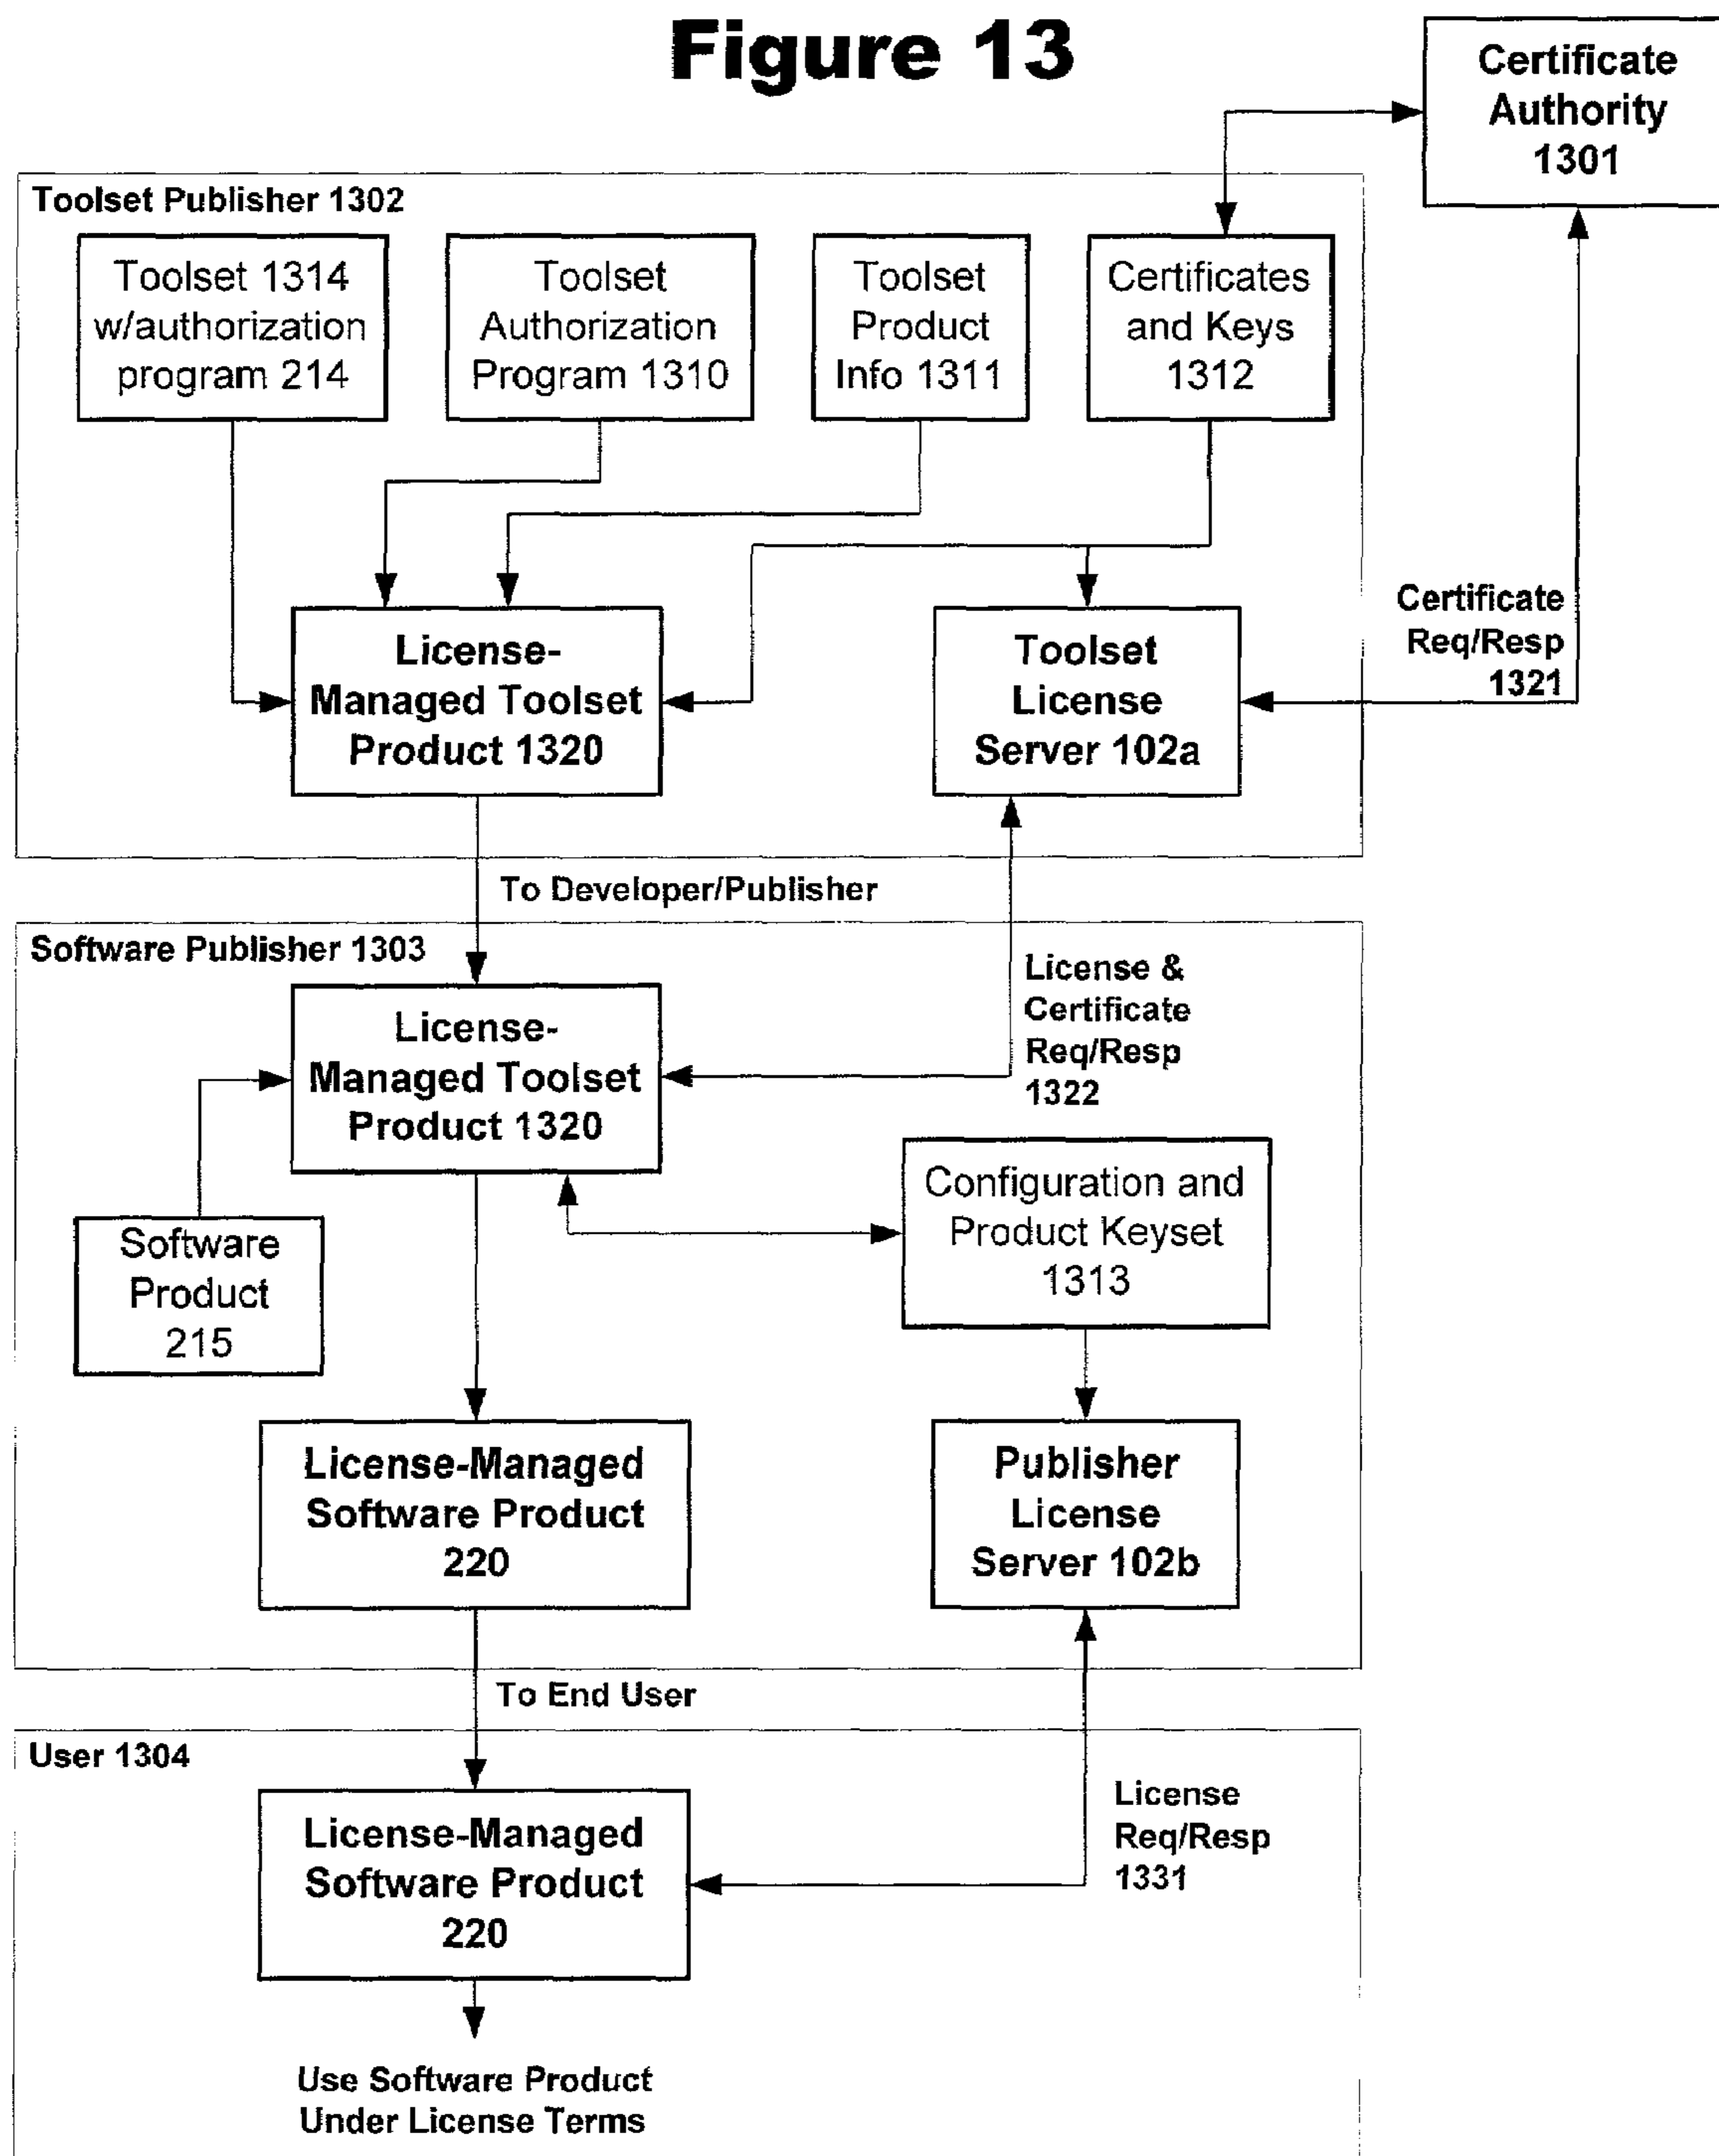 Figure 13
Certificate
Authority
1301
Toolset Publisher 1302
Toolset 1314
w/authorization
program 214
Toolset
Authorization
Program 1310
Toolset
Product
Info 1311
Certificates
and Keys
1312
License-
Managed Toolset
Product 1320
Toolset
License
Server 102a
Certificate
Req/Resp
1321
To Developer/Publisher
Software Publisher 1303
License-
Managed Toolset
Product 1320
License &
Certificate
Req/Resp
1322
Software
Product
215
Configuration and
Product Keyset
1313
License-Managed
Software Product
220
Publisher
License
Server 102b
To End User
User 1304
License-Managed
Software Product
220
License
Req/Resp
1331
Use Software Product
Under License Terms